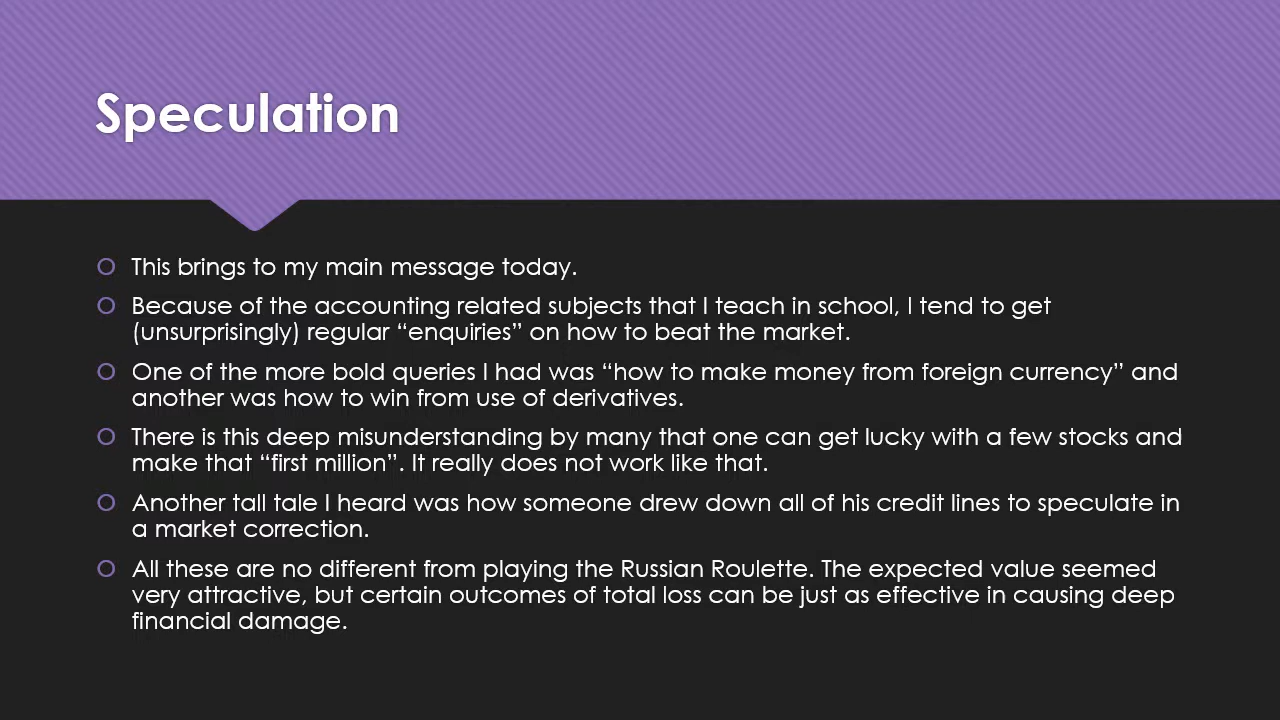 Speculation
This brings to my main message today.
Because of the accounting related subjects that I teach in school, I tend to get
(unsurprisingly) regular “enquiries” on how to beat the market.
One of the more bold queries I had was “how to make money from foreign currency” and
another was how to win from use of derivatives.
There is this deep misunderstanding by many that one can get lucky with a few stocks and
make that “first million”. It really does not work like that.
Another tall tale I heard was how someone drew down all of his credit lines to speculate in
a market correction.
All these are no different from playing the Russian Roulette. The expected value seemed
very attractive, but certain outcomes of total loss can be just as effective in causing deep
financial damage.